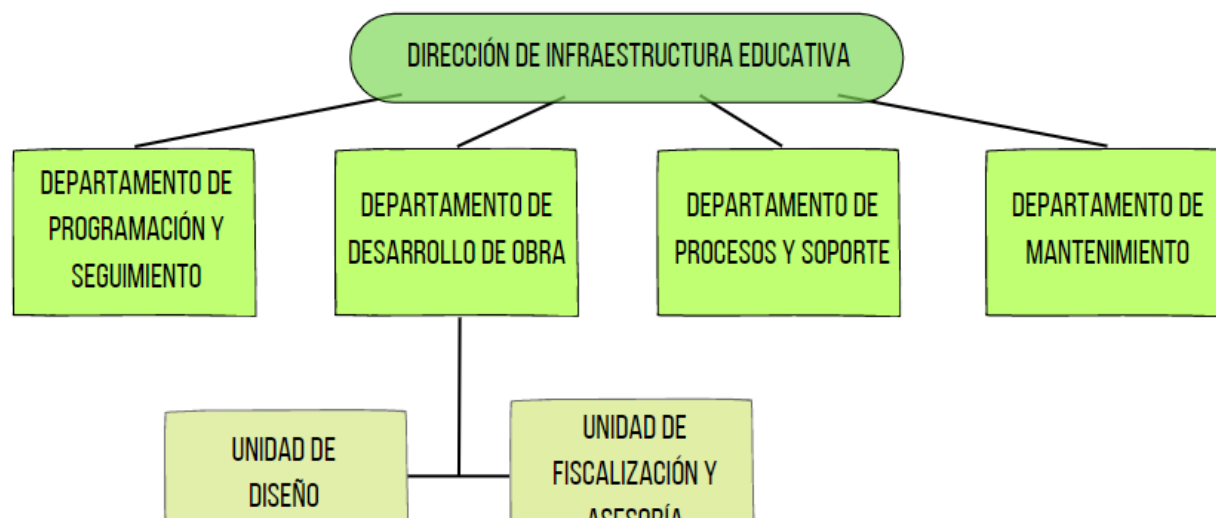 DIRECCIÓN DE INFRAESTRUCTURA EDUCATIVA
DEPARTAMENTO DE
PROGRAMACIÓN Y
SEGUIMIENTO
DEPARTAMENTO DE
DESARROLLO DE OBRA
DEPARTAMENTO DE
PROCESOS Y SOPORTE
DEPARTAMENTO DE
MANTENIMIENTO
UNIDAD DE
DISEÑO
UNIDAD DE
FISCALIZACIÓN Y
ASESORÍA